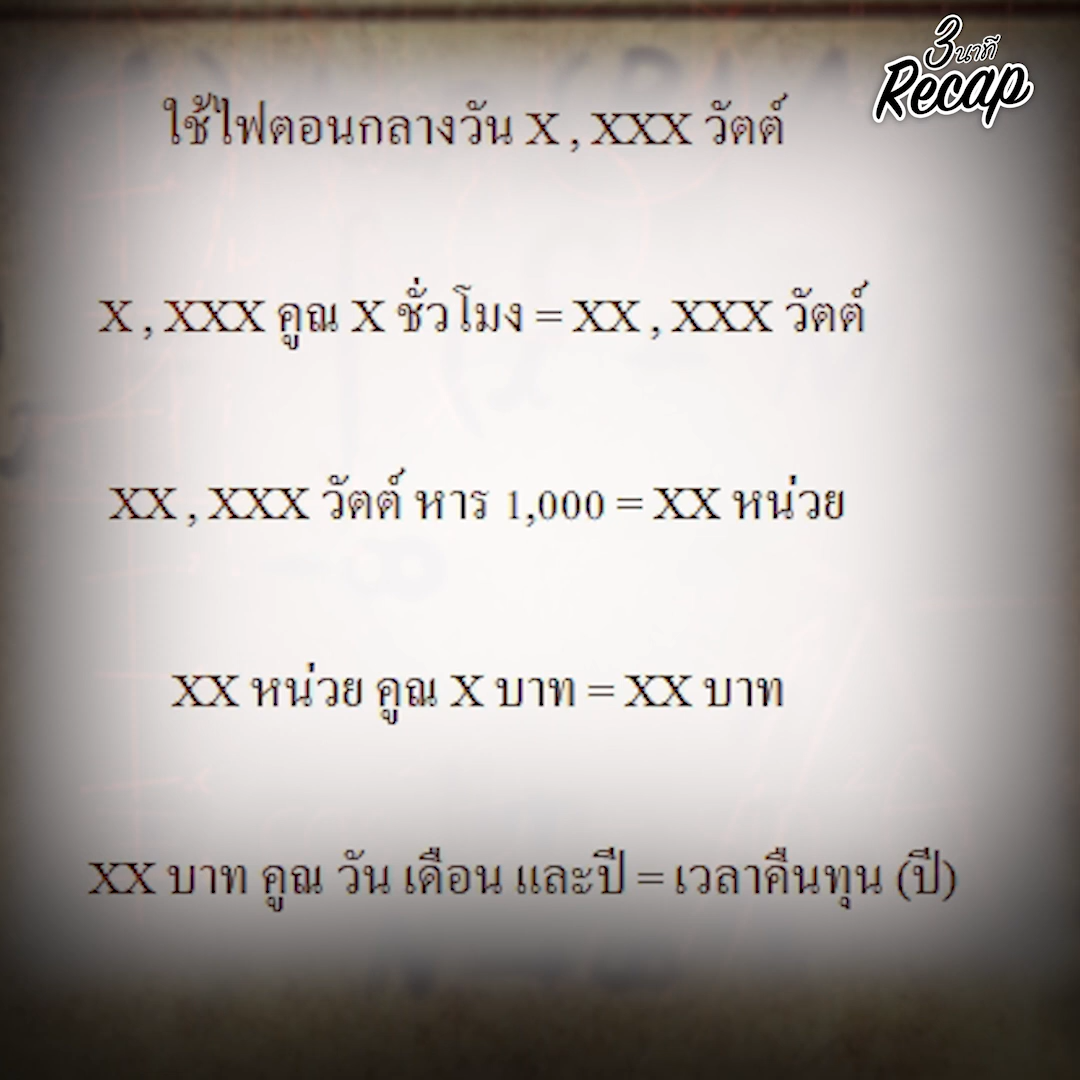 3 นาที
Recap
ใช้ไฟตอนกลางวัน X , XXX วัตต์
X , XXX คูณ X ชั่วโมง = XX , XXX วัตต์
XX , XXX วัตต์ หาร 1,000 = XX หน่วย
XX หน่วย คูณ X บาท = XX บาท
XX บาท คูณ วัน เดือน และปี = เวลาคืนทุน (ปี)